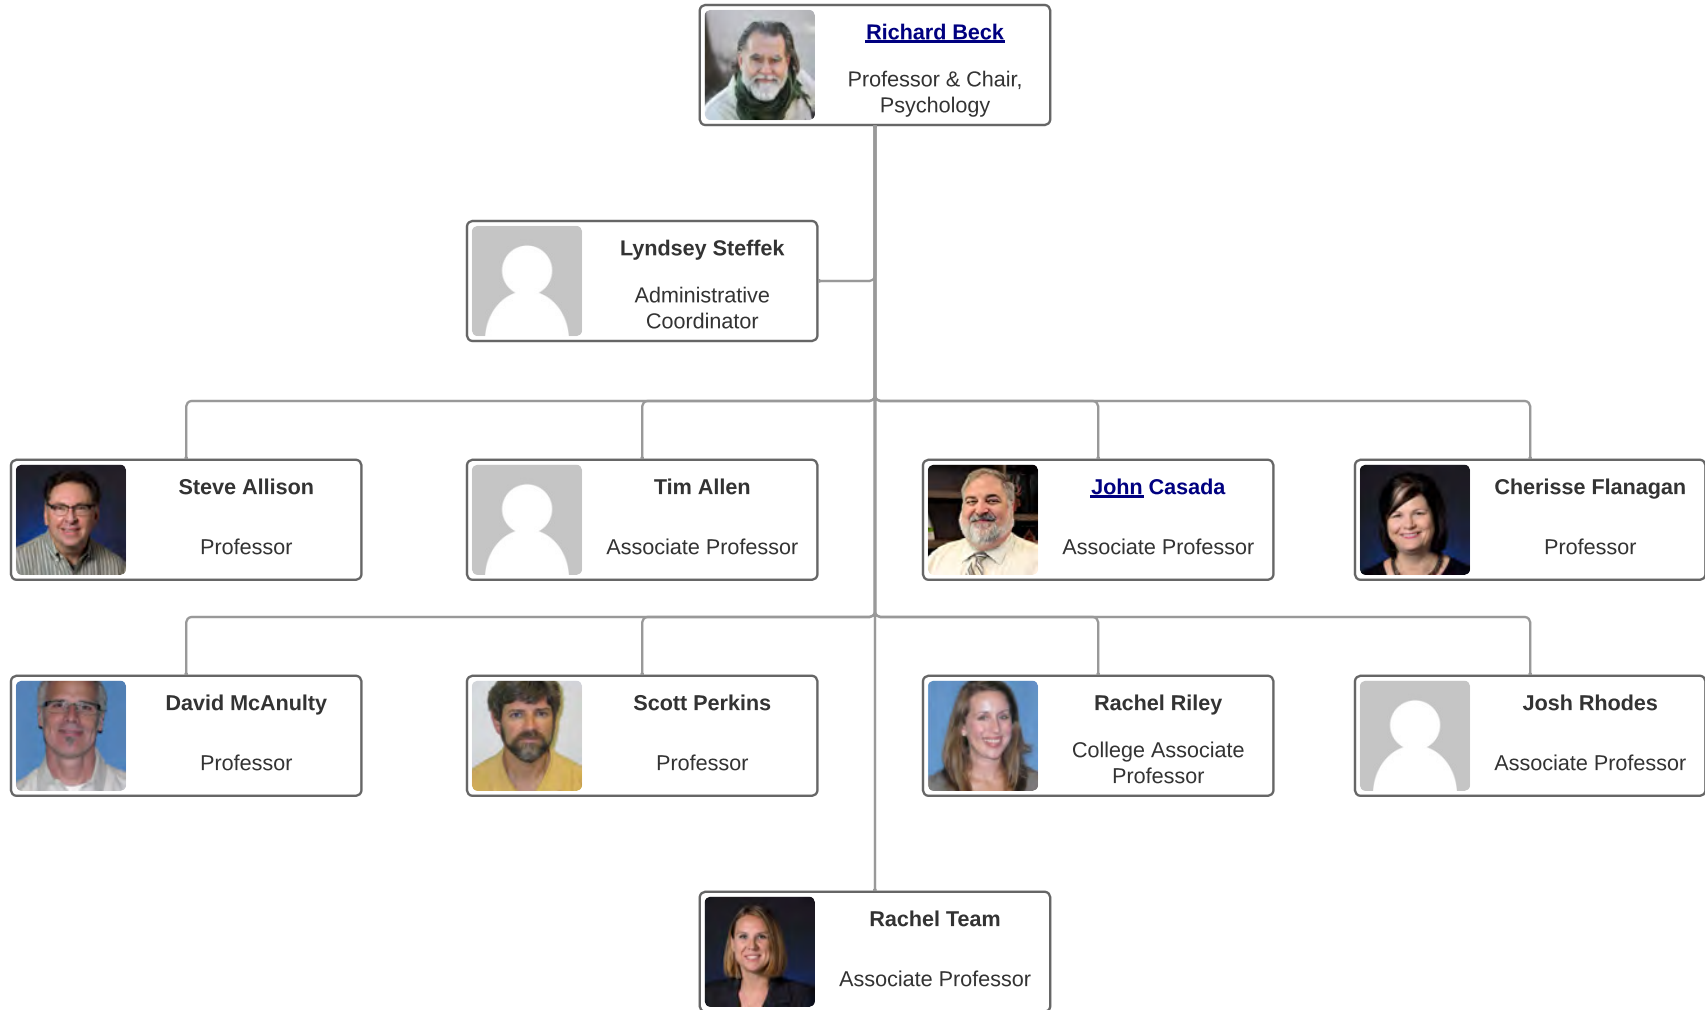 Richard Beck
Professor & Chair,
Psychology
Lyndsey Steffek
Administrative
Coordinator
Steve Allison
Professor
Tim Allen
Associate Professor
John Casada
Associate Professor
Cherisse Flanagan
Professor
David McAnulty
Professor
Scott Perkins
Professor
Rachel Riley
College Associate
Professor
Josh Rhodes
Associate Professor
Rachel Team
Associate Professor